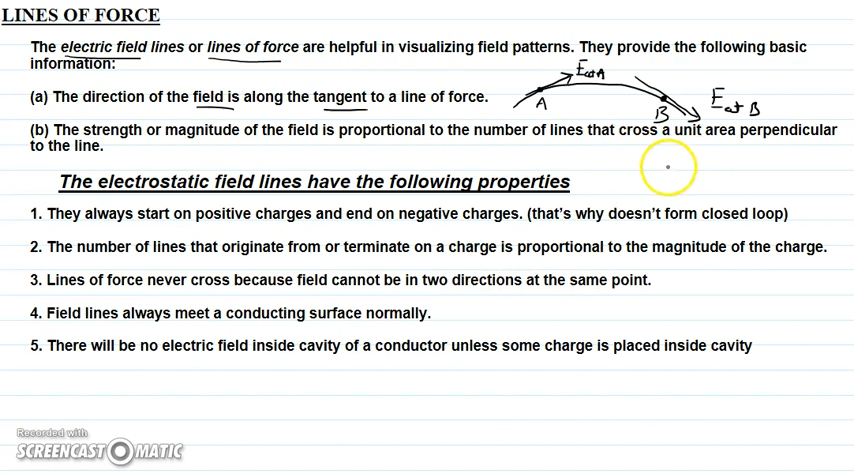 LINES OF FORCE
The electric field lines or lines of force are helpful in visualizing field patterns. They provide the following basic
information:
E at A
(a) The direction of the field is along the tangent to a line of force.
A
B
E at B
(b) The strength or magnitude of the field is proportional to the number of lines that cross a unit area perpendicular
to the line.
The electrostatic field lines have the following properties
1. They always start on positive charges and end on negative charges. (that's why doesn't form closed loop)
2. The number of lines that originate from or terminate on a charge is proportional to the magnitude of the charge.
3. Lines of force never cross because field cannot be in two directions at the same point.
4. Field lines always meet a conducting surface normally.
5. There will be no electric field inside cavity of a conductor unless some charge is placed inside cavity
Recorded with
SCREENCAST MATIC